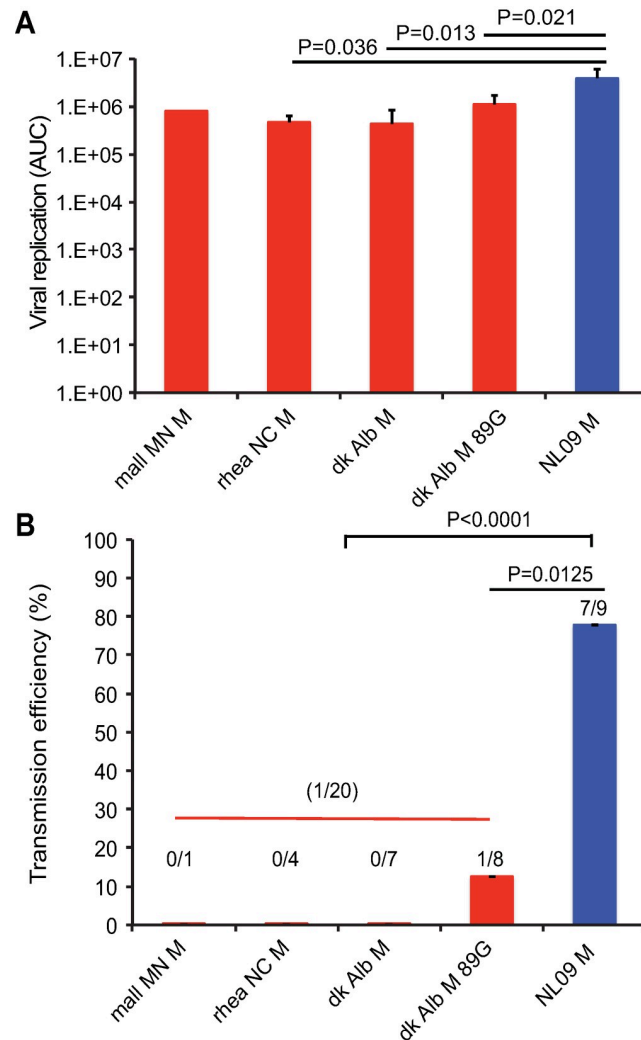 A
P=0.021
P=0.013
P=0.036
Viral replication (AUC)
1.E+07
1.E+06
1.E+05
1.E+04
1.E+03
1.E+02
1.E+01
1.E+00
mall MN M
rhea NC M
dk Alb M
dk Alb M 89G
NL09 M
B
P<0.0001
P=0.0125
Transmission efficiency (%)
100
90
80
70
60
50
40
30
20
10
0
7/9
(1/20)
0/1
0/4
0/7
1/8
mall MN M
rhea NC M
dk Alb M
dk Alb M 89G
NL09 M